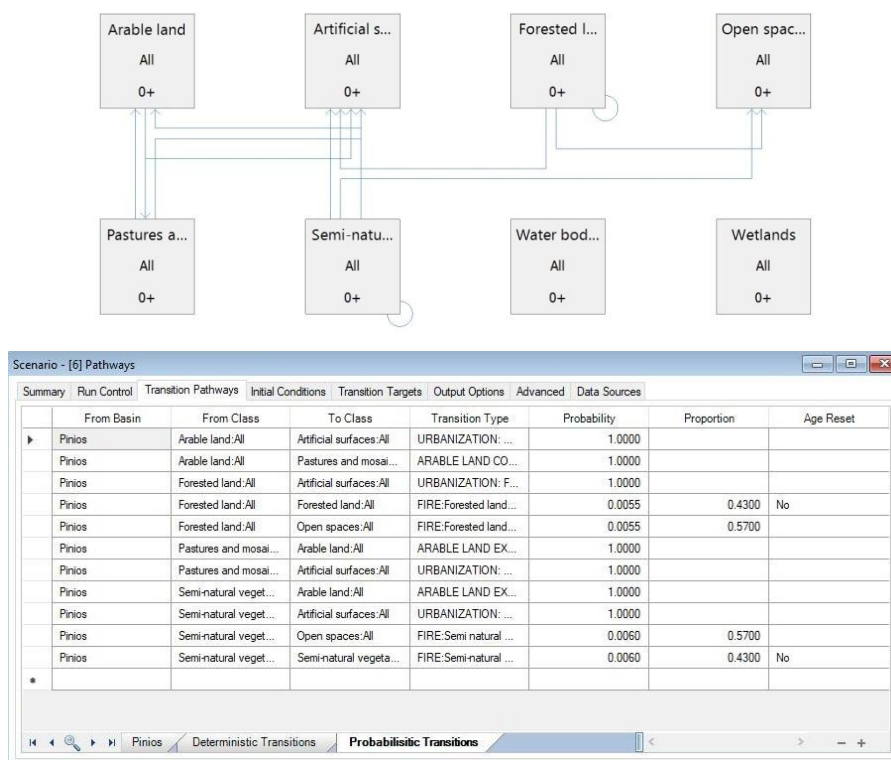 Arable land Artificial s... Forested l... Open spac...
All All All All
0+ 0+ 0+ 0+
Pastures a... Semi-natu... Water bod... Wetlands
All All All All
0+ 0+ 0+ 0+
Scenario - [6] Pathways
Summary Run Control Transition Pathways Initial Conditions Transition Targets Output Options Advanced Data Sources
From Basin From Class To Class Transition Type Probability Proportion Age Reset
Pinios Arable land:All Artificial surfaces:All URBANIZATION: ... 1.0000
Pinios Arable land:All Pastures and mosai... ARABLE LAND CO... 1.0000
Pinios Forested land:All Artificial surfaces:All URBANIZATION: F... 1.0000
Pinios Forested land:All Forested land:All FIRE:Forested land... 0.0055 0.4300 No
Pinios Forested land:All Open spaces:All FIRE:Forested land... 0.0055 0.5700
Pinios Pastures and mosai... Arable land:All ARABLE LAND EX... 1.0000
Pinios Pastures and mosai... Artificial surfaces:All URBANIZATION: ... 1.0000
Pinios Semi-natural veget... Arable land:All ARABLE LAND EX... 1.0000
Pinios Semi-natural veget... Artificial surfaces:All URBANIZATION: ... 1.0000
Pinios Semi-natural veget... Open spaces:All FIRE:Semi natural ... 0.0060 0.5700
Pinios Semi-natural veget... Semi-natural vegeta... FIRE:Semi-natural ... 0.0060 0.4300 No
Pinios Deterministic Transitions Probabilisitic Transitions